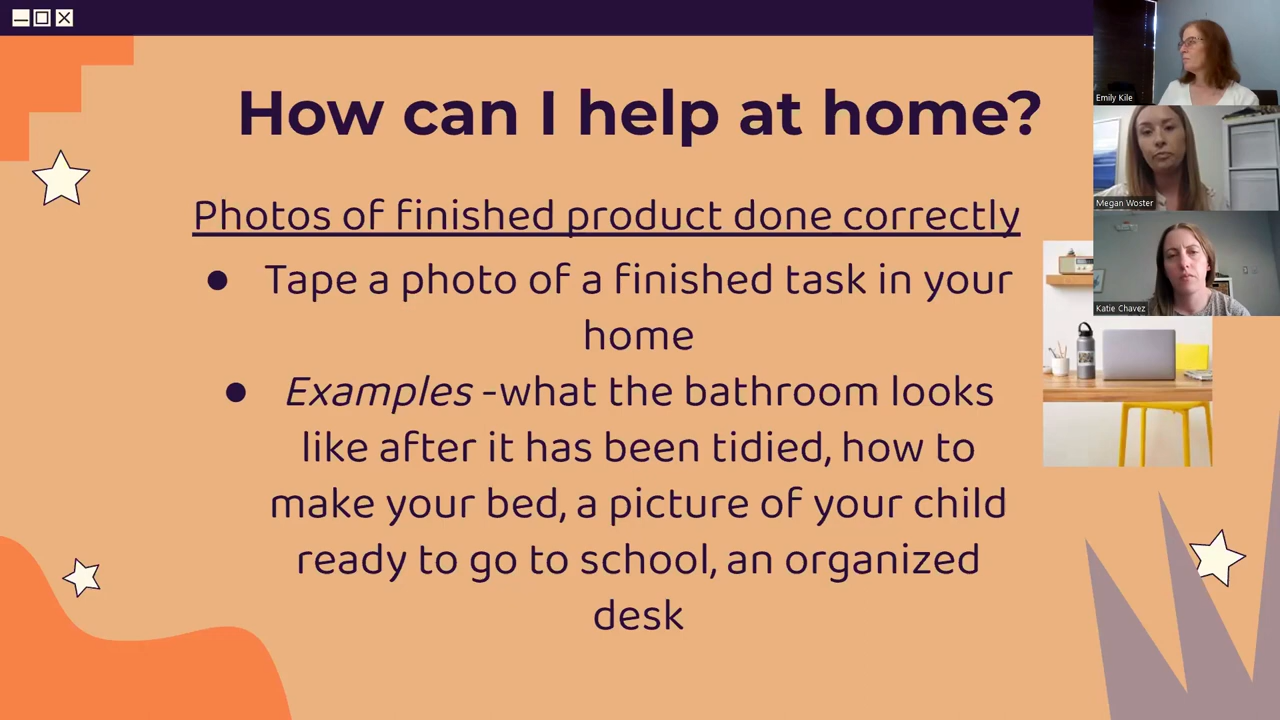 How can I help at home?
Photos of finished product done correctly
● Tape a photo of a finished task in your
home
● Examples -what the bathroom looks
like after it has been tidied, how to
make your bed, a picture of your child
ready to go to school, an organized
desk
Emily Kile
Megan Woster
Katie Chavez